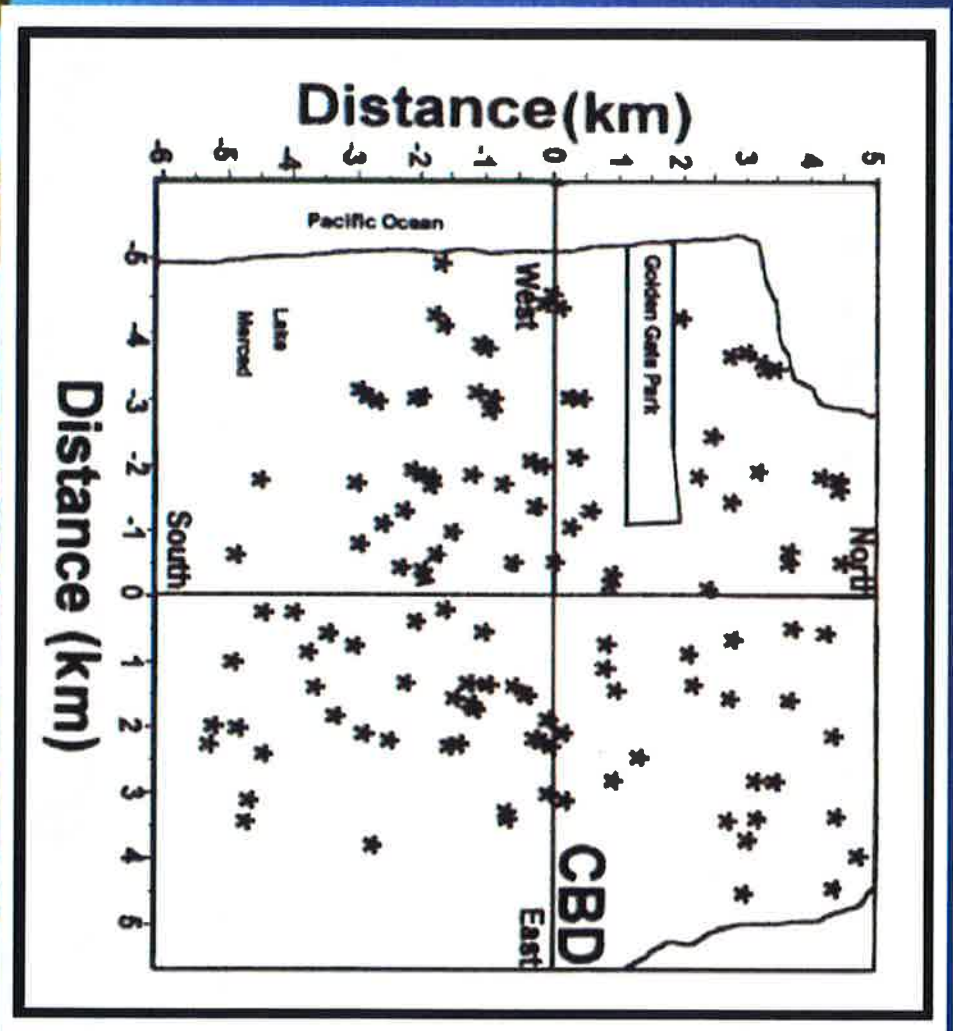 Distance(km)
-6 -5 -4 -3 -2 -1 0 1 2 3 4 5
Pacific Ocean
West
Golden Gate Park
Lake
Merced
North
South
CBD
East
-5 -4 -3 -2 -1 0 1 2 3 4 5
Distance (km)